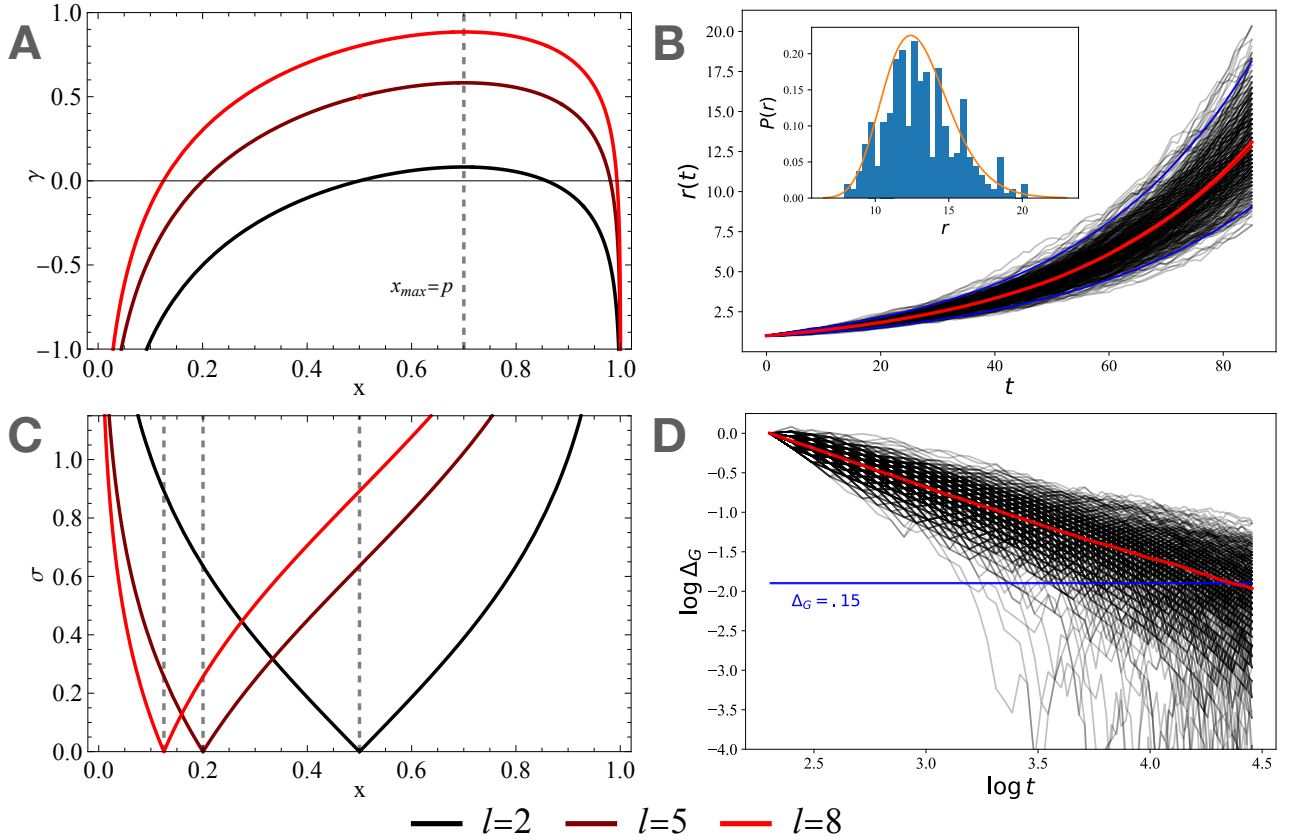 A
1.0
0.5
0.0
−0.5
−1.0
γ
x_max=p
0.0 0.2 0.4 0.6 0.8 1.0
x
B
20.0
17.5
15.0
12.5
10.0
7.5
5.0
2.5
r(t)
0.20
0.15
0.10
0.05
0.00
P(r)
10 15 20
r
0 20 40 60 80
t
C
1.0
0.8
0.6
0.4
0.2
0.0
σ
0.0 0.2 0.4 0.6 0.8 1.0
x
D
0.0
−0.5
−1.0
−1.5
−2.0
−2.5
−3.0
−3.5
−4.0
log Δ_G
Δ_G = .15
2.5 3.0 3.5 4.0 4.5
log t
l=2 l=5 l=8